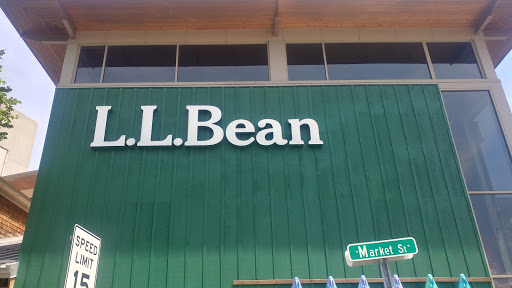 L.L.Bean
SPEED
LIMIT
15
Market St